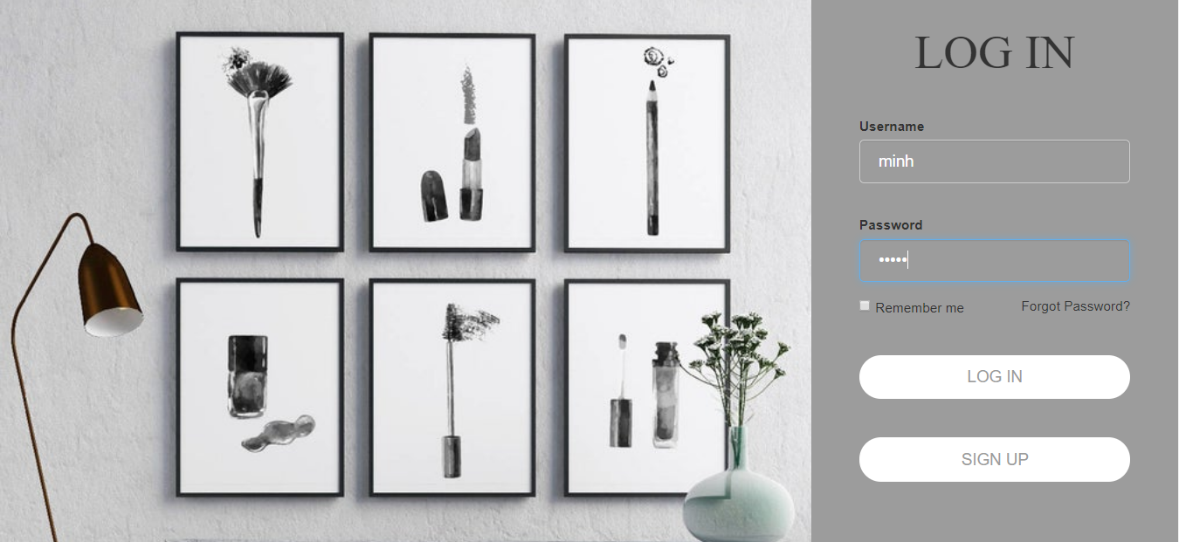 LOG IN
Username
minh
Password
•••••
Remember me
Forgot Password?
LOG IN
SIGN UP